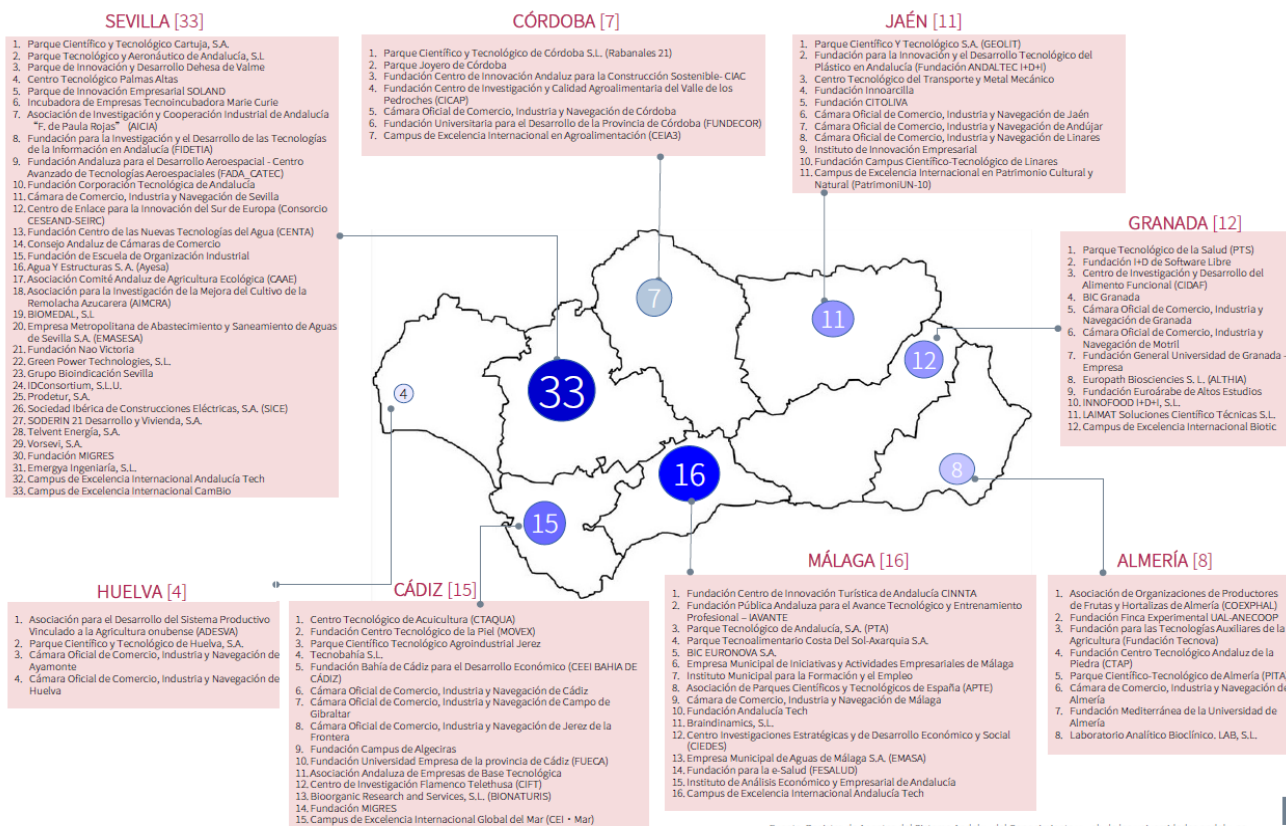 SEVILLA [33]
1. Parque Científico y Tecnológico Cartuja, S.A.
2. Parque Tecnológico y Aeronáutico de Andalucía, S.L
3. Parque de Innovación y Desarrollo Dehesa de Valme
4. Centro Tecnológico Palmas Altas
5. Parque de Innovación Empresarial SOLAND
6. Incubadora de Empresas Tecnoincubadora Marie Curie
7. Asociación de Investigación y Cooperación Industrial de Andalucía
"F. de Paula Rojas" (AICIA)
8. Fundación para la Investigación y el Desarrollo de las Tecnologías
de la Información en Andalucía (FIDETIA)
9. Fundación Andaluza para el Desarrollo Aeroespacial - Centro
Avanzado de Tecnologías Aeroespaciales (FADA_CATEC)
10. Fundación Corporación Tecnológica de Andalucía
11. Cámara de Comercio, Industria y Navegación de Sevilla
12. Centro de Enlace para la Innovación del Sur de Europa (Consorcio
CESEAND-SEIRC)
13. Fundación Centro de las Nuevas Tecnologías del Agua (CENTA)
14. Consejo Andaluz de Cámaras de Comercio
15. Fundación de Escuela de Organización Industrial
16. Agua Y Estructuras S. A. (Ayesa)
17. Asociación Comité Andaluz de Agricultura Ecológica (CAAE)
18. Asociación para la Investigación de la Mejora del Cultivo de la
Remolacha Azucarera (AIMCRA)
19. BIOMEDAL, S.L
20. Empresa Metropolitana de Abastecimiento y Saneamiento de Aguas
de Sevilla S.A. (EMASESA)
21. Fundación Nao Victoria
22. Green Power Technologies, S.L.
23. Grupo Bioindicación Sevilla
24. IDConsortium, S.L.U.
25. Prodetur, S.A.
26. Sociedad Ibérica de Construcciones Eléctricas, S.A. (SICE)
27. SODERIN 21 Desarrollo y Vivienda, S.A.
28. Telvent Energía, S.A.
29. Vorsevi, S.A.
30. Fundación MIGRES
31. Emergya Ingeniaría, S.L.
32. Campus de Excelencia Internacional Andalucía Tech
33. Campus de Excelencia Internacional CamBio
CÓRDOBA [7]
1. Parque Científico y Tecnológico de Córdoba S.L. (Rabanales 21)
2. Parque Joyero de Córdoba
3. Fundación Centro de Innovación Andaluz para la Construcción Sostenible- CIAC
4. Fundación Centro de Investigación y Calidad Agroalimentaria del Valle de los
Pedroches (CICAP)
5. Cámara Oficial de Comercio, Industria y Navegación de Córdoba
6. Fundación Universitaria para el Desarrollo de la Provincia de Córdoba (FUNDECOR)
7. Campus de Excelencia Internacional en Agroalimentación (CEIA3)
JAÉN [11]
1. Parque Científico Y Tecnológico S.A. (GEOLIT)
2. Fundación para la Innovación y el Desarrollo Tecnológico del
Plástico en Andalucía (Fundación ANDALTEC I+D+I)
3. Centro Tecnológico del Transporte y Metal Mecánico
4. Fundación Innoarcilla
5. Fundación CITOLIVA
6. Cámara Oficial de Comercio, Industria y Navegación de Jaén
7. Cámara Oficial de Comercio, Industria y Navegación de Andújar
8. Cámara Oficial de Comercio, Industria y Navegación de Linares
9. Instituto de Innovación Empresarial
10. Fundación Campus Científico-Tecnológico de Linares
11. Campus de Excelencia Internacional en Patrimonio Cultural y
Natural (PatrimoniUN-10)
GRANADA [12]
1. Parque Tecnológico de la Salud (PTS)
2. Fundación I+D de Software Libre
3. Centro de Investigación y Desarrollo del
Alimento Funcional (CIDAF)
4. BIC Granada
5. Cámara Oficial de Comercio, Industria y
Navegación de Granada
6. Cámara Oficial de Comercio, Industria y
Navegación de Motril
7. Fundación General Universidad de Granada -
Empresa
8. Europath Biosciencies S. L. (ALTHIA)
9. Fundación Euroárabe de Altos Estudios
10. INNOFOOD I+D+I, S.L.
11. LAIMAT Soluciones Científico Técnicas S.L.
12. Campus de Excelencia Internacional Biotic
7
11
12
33
4
16
8
15
HUELVA [4]
1. Asociación para el Desarrollo del Sistema Productivo
Vinculado a la Agricultura onubense (ADESVA)
2. Parque Científico y Tecnológico de Huelva, S.A.
3. Cámara Oficial de Comercio, Industria y Navegación de
Ayamonte
4. Cámara Oficial de Comercio, Industria y Navegación de
Huelva
CÁDIZ [15]
1. Centro Tecnológico de Acuicultura (CTAQUA)
2. Fundación Centro Tecnológico de la Piel (MOVEX)
3. Parque Científico Tecnológico Agroindustrial Jerez
4. Tecnobahía S.L.
5. Fundación Bahía de Cádiz para el Desarrollo Económico (CEEI BAHIA DE
CÁDIZ)
6. Cámara Oficial de Comercio, Industria y Navegación de Cádiz
7. Cámara Oficial de Comercio, Industria y Navegación de Campo de
Gibraltar
8. Cámara Oficial de Comercio, Industria y Navegación de Jerez de la
Frontera
9. Fundación Campus de Algeciras
10. Fundación Universidad Empresa de la provincia de Cádiz (FUECA)
11. Asociación Andaluza de Empresas de Base Tecnológica
12. Centro de Investigación Flamenco Telethusa (CIFT)
13. Bioorganic Research and Services, S.L. (BIONATURIS)
14. Fundación MIGRES
15. Campus de Excelencia Internacional Global del Mar (CEI • Mar)
MÁLAGA [16]
1. Fundación Centro de Innovación Turística de Andalucía CINNTA
2. Fundación Pública Andaluza para el Avance Tecnológico y Entrenamiento
Profesional – IAVANTE
3. Parque Tecnológico de Andalucía, S.A. (PTA)
4. Parque Tecnoalimentario Costa Del Sol-Axarquia S.A.
5. BIC EURONOVA S.A.
6. Empresa Municipal de Iniciativas y Actividades Empresariales de Málaga
7. Instituto Municipal para la Formación y el Empleo
8. Asociación de Parques Científicos y Tecnológicos de España (APTE)
9. Cámara de Comercio, Industria y Navegación de Málaga
10. Fundación Andalucía Tech
11. Braindinamics, S.L.
12. Centro Investigaciones Estratégicas y de Desarrollo Económico y Social
(CIEDES)
13. Empresa Municipal de Aguas de Málaga S.A. (EMASA)
14. Fundación para la e-Salud (FESALUD)
15. Instituto de Análisis Económico y Empresarial de Andalucía
16. Campus de Excelencia Internacional Andalucía Tech
ALMERÍA [8]
1. Asociación de Organizaciones de Productores
de Frutas y Hortalizas de Almería (COEXPHAL)
2. Fundación Finca Experimental UAL-ANECOOP
3. Fundación para las Tecnologías Auxiliares de la
Agricultura (Fundación Tecnova)
4. Fundación Centro Tecnológico Andaluz de la
Piedra (CTAP)
5. Parque Científico-Tecnológico de Almería (PITA)
6. Cámara de Comercio, Industria y Navegación de
Almería
7. Fundación Mediterránea de la Universidad de
Almería
8. Laboratorio Analítico Bioclínico. LAB, S.L.